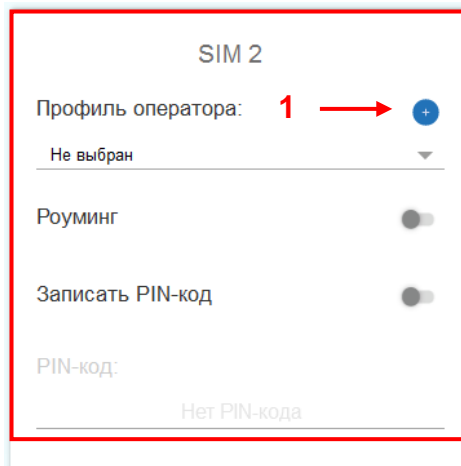 SIM 2
Профиль оператора: 1 +
Не выбран
Роуминг
Записать PIN-код
PIN-код:
Нет PIN-кода